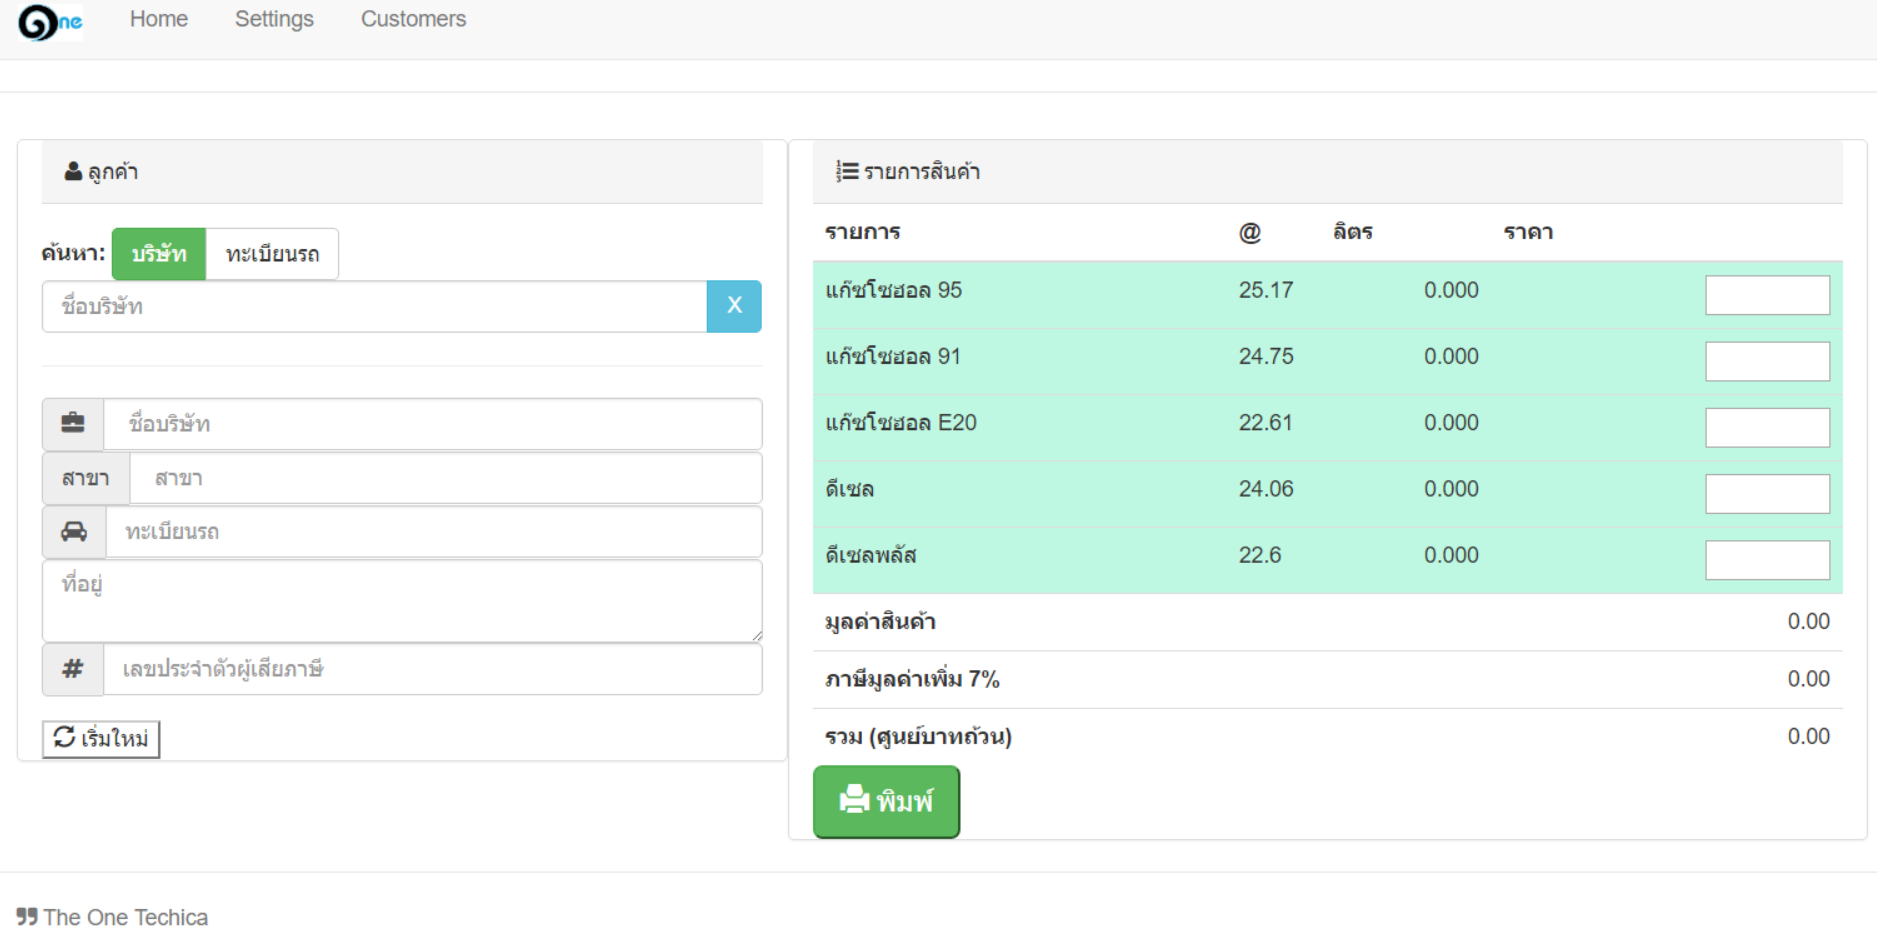 One
Home Settings Customers
ลูกค้า
ค้นหา: บริษัท ทะเบียนรถ
ชื่อบริษัท X
ชื่อบริษัท
สาขา สาขา
ทะเบียนรถ
ที่อยู่
# เลขประจำตัวผู้เสียภาษี
เริ่มใหม่
รายการสินค้า
รายการ @ ลิตร ราคา
แก๊ซโซฮอล 95 25.17 0.000
แก๊ซโซฮอล 91 24.75 0.000
แก๊ซโซฮอล E20 22.61 0.000
ดีเซล 24.06 0.000
ดีเซลพลัส 22.6 0.000
มูลค่าสินค้า 0.00
ภาษีมูลค่าเพิ่ม 7% 0.00
รวม (ศูนย์บาทถ้วน) 0.00
พิมพ์
The One Techica